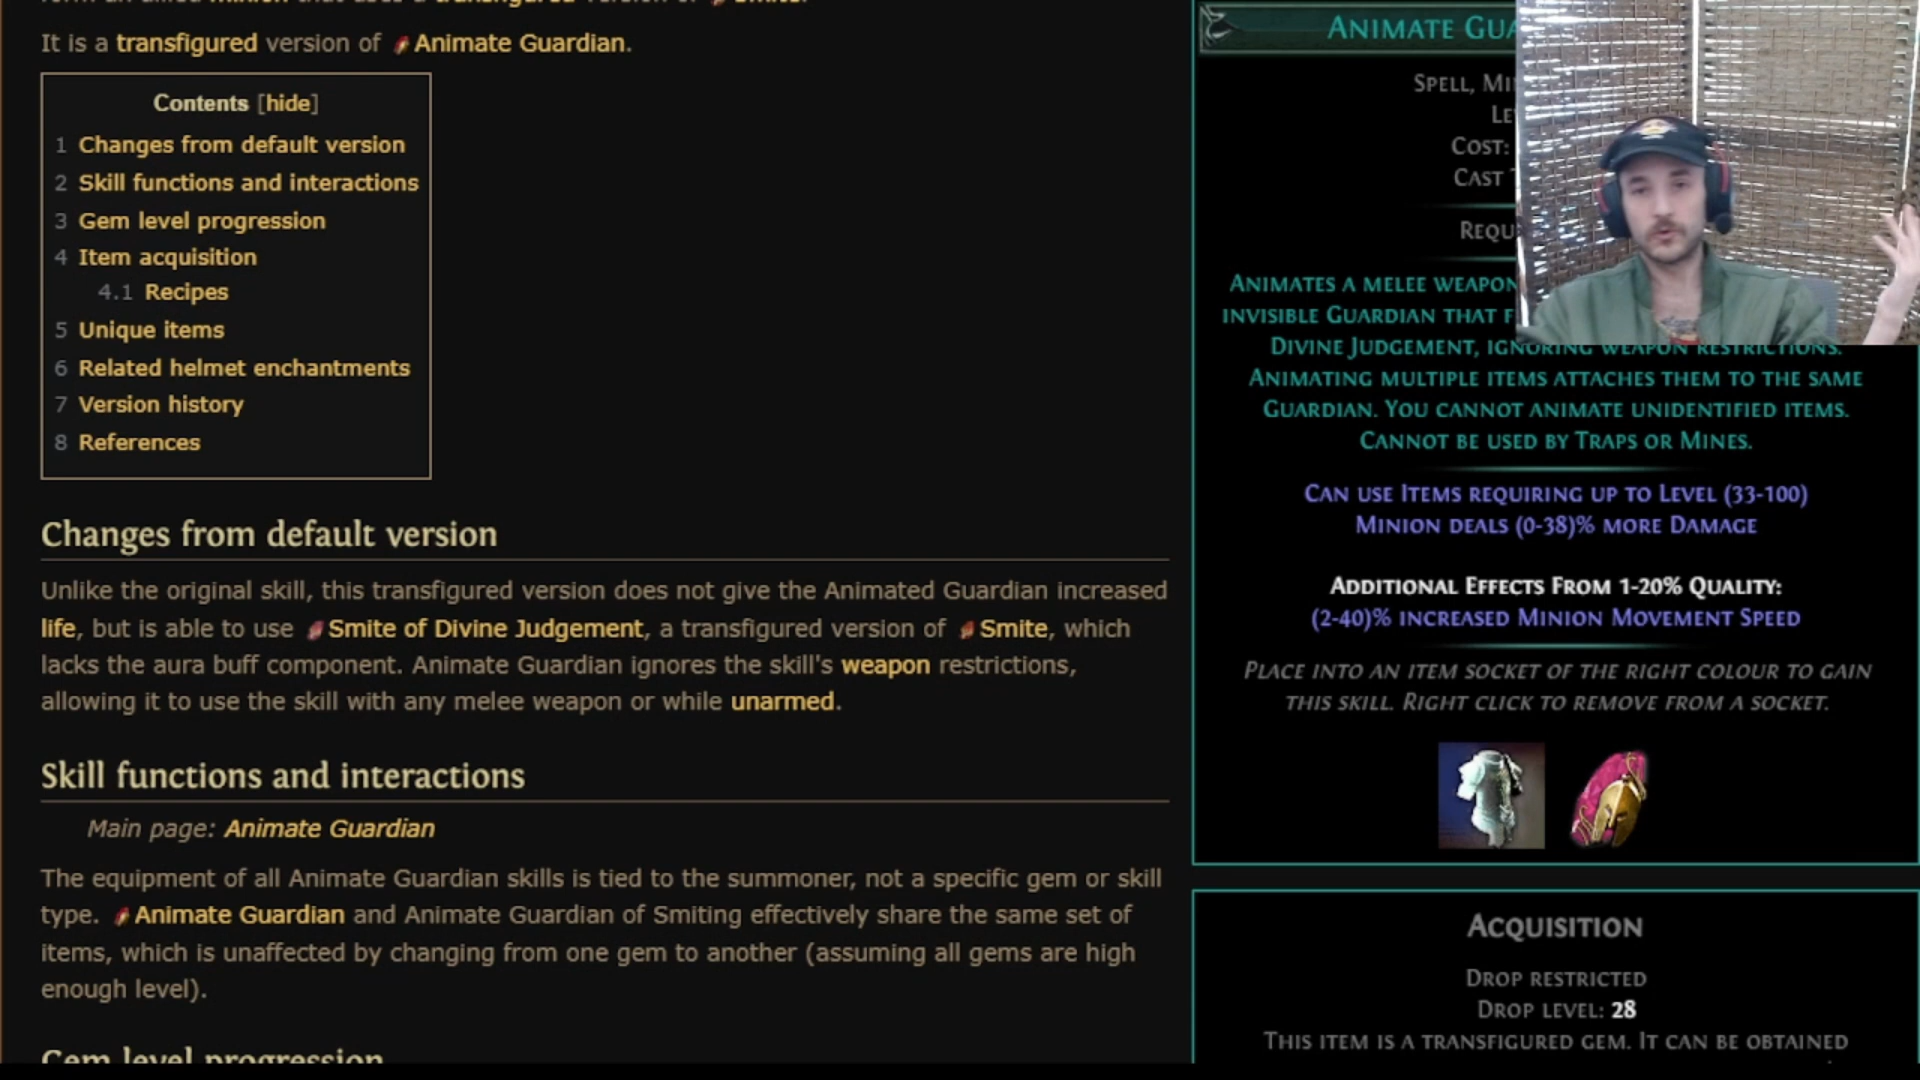 It is a transfigured version of Animate Guardian.
Contents [hide]
1 Changes from default version
2 Skill functions and interactions
3 Gem level progression
4 Item acquisition
4.1 Recipes
5 Unique items
6 Related helmet enchantments
7 Version history
8 References
Changes from default version
Unlike the original skill, this transfigured version does not give the Animated Guardian increased
life, but is able to use Smite of Divine Judgement, a transfigured version of Smite, which
lacks the aura buff component. Animate Guardian ignores the skill's weapon restrictions,
allowing it to use the skill with any melee weapon or while unarmed.
Skill functions and interactions
Main page: Animate Guardian
The equipment of all Animate Guardian skills is tied to the summoner, not a specific gem or skill
type. Animate Guardian and Animate Guardian of Smiting effectively share the same set of
items, which is unaffected by changing from one gem to another (assuming all gems are high
enough level).
Gem level progression
ANIMATE
SPELL,
COST:
CAST
ANIMATES A MELEE WEAPON
INVISIBLE GUARDIAN THAT
DIVINE JUDGEMENT, IGNORING WEAPON RESTRICTIONS.
ANIMATING MULTIPLE ITEMS ATTACHES THEM TO THE SAME
GUARDIAN. YOU CANNOT ANIMATE UNIDENTIFIED ITEMS.
CANNOT BE USED BY TRAPS OR MINES.
CAN USE ITEMS REQUIRING UP TO LEVEL (33-100)
MINION DEALS (0-38)% MORE DAMAGE
ADDITIONAL EFFECTS FROM 1-20% QUALITY:
(2-40)% INCREASED MINION MOVEMENT SPEED
PLACE INTO AN ITEM SOCKET OF THE RIGHT COLOUR TO GAIN
THIS SKILL. RIGHT CLICK TO REMOVE FROM A SOCKET.
ACQUISITION
DROP RESTRICTED
DROP LEVEL: 28
THIS ITEM IS A TRANSFIGURED GEM. IT CAN BE OBTAINED